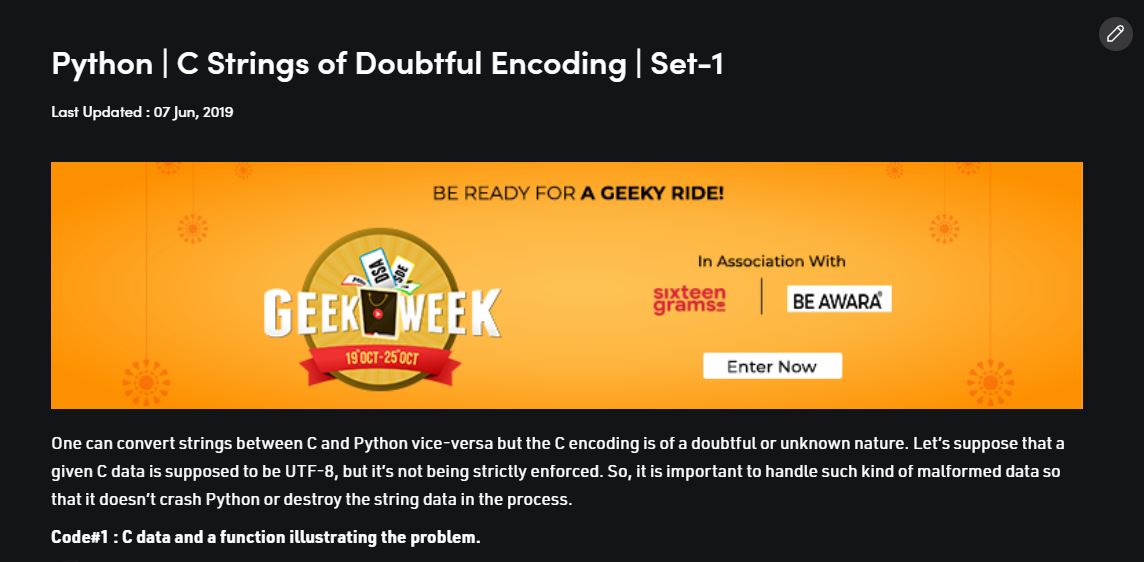 Python | C Strings of Doubtful Encoding | Set-1
Last Updated : 07 Jun, 2019
BE READY FOR A GEEKY RIDE!
DSA
SDE
GEEK WEEK
19 OCT-25 OCT
In Association With
sixteen
grams
BE AWARA
Enter Now
One can convert strings between C and Python vice-versa but the C encoding is of a doubtful or unknown nature. Let's suppose that a
given C data is supposed to be UTF-8, but it's not being strictly enforced. So, it is important to handle such kind of malformed data so
that it doesn't crash Python or destroy the string data in the process.
Code#1 : C data and a function illustrating the problem.